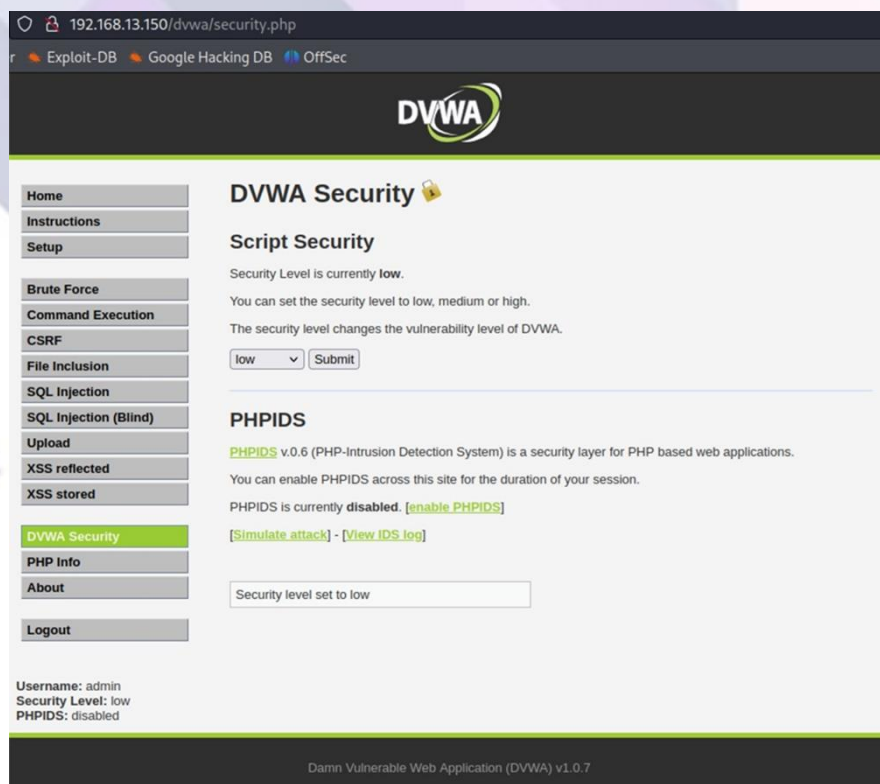 192.168.13.150/dvwa/security.php
r Exploit-DB Google Hacking DB OffSec
DVWA
Home
Instructions
Setup
Brute Force
Command Execution
CSRF
File Inclusion
SQL Injection
SQL Injection (Blind)
Upload
XSS reflected
XSS stored
DVWA Security
PHP Info
About
Logout
Username: admin
Security Level: low
PHPIDS: disabled
DVWA Security
Script Security
Security Level is currently low.
You can set the security level to low, medium or high.
The security level changes the vulnerability level of DVWA.
low Submit
PHPIDS
PHPIDS v.0.6 (PHP-Intrusion Detection System) is a security layer for PHP based web applications.
You can enable PHPIDS across this site for the duration of your session.
PHPIDS is currently disabled. [enable PHPIDS]
[Simulate attack] - [View IDS log]
Security level set to low
Damn Vulnerable Web Application (DVWA) v1.0.7